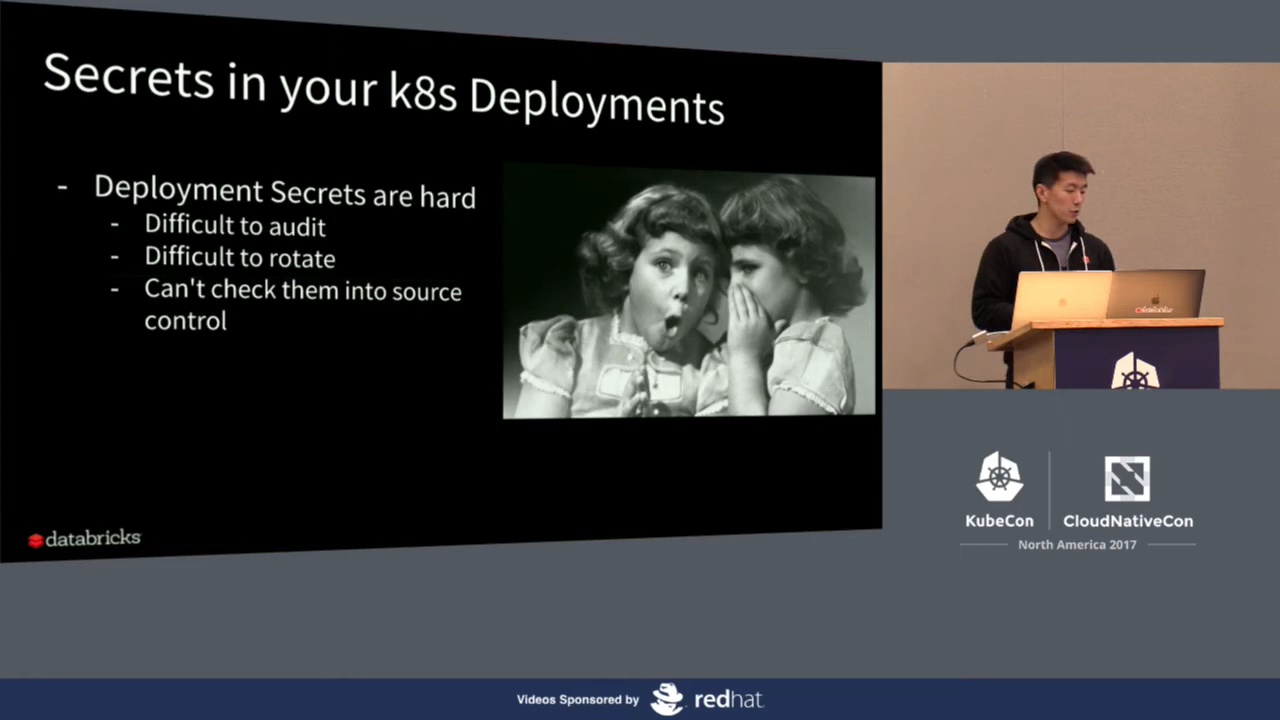 Secrets in your k8s Deployments
- Deployment Secrets are hard
- Difficult to audit
- Difficult to rotate
- Can't check them into source
control
databricks
databricks
KubeCon
CloudNativeCon
North America 2017
Videos Sponsored by
redhat